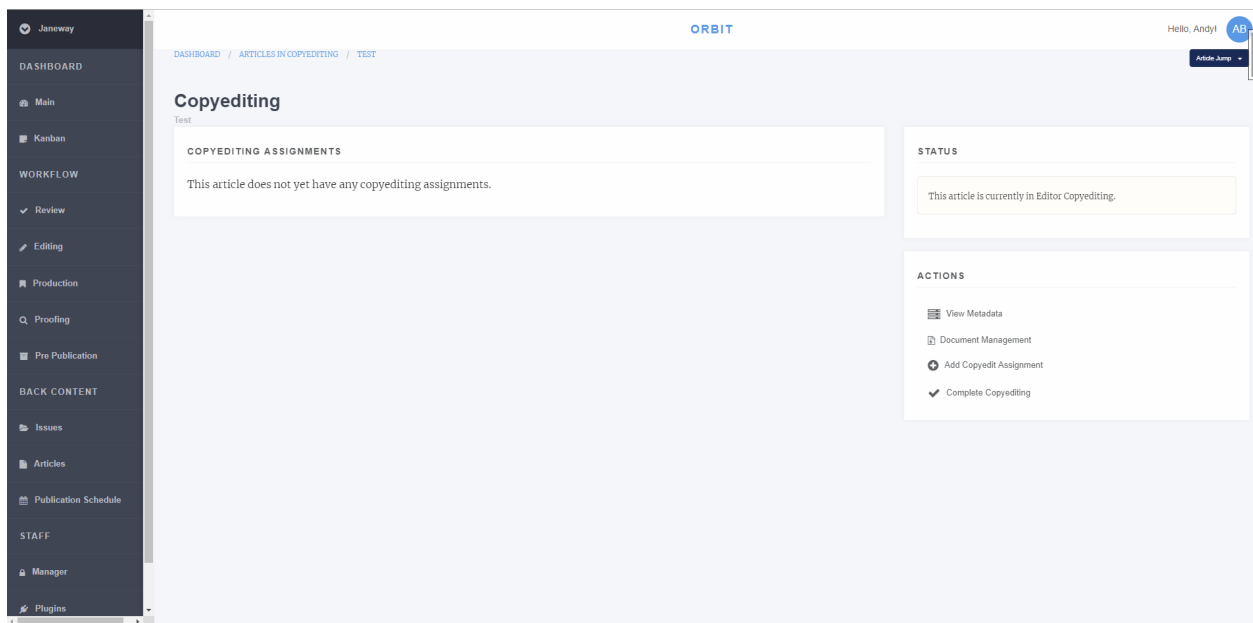 Janeway
ORBIT
Hello, Andy!
AB
DASHBOARD
Main
Kanban
WORKFLOW
Review
Editing
Production
Proofing
Pre Publication
BACK CONTENT
Issues
Articles
Publication Schedule
STAFF
Manager
Plugins
DASHBOARD / ARTICLES IN COPYEDITING / TEST
Article Jump
Copyediting
Test
COPYEDITING ASSIGNMENTS
This article does not yet have any copyediting assignments.
STATUS
This article is currently in Editor Copyediting.
ACTIONS
View Metadata
Document Management
Add Copyedit Assignment
Complete Copyediting